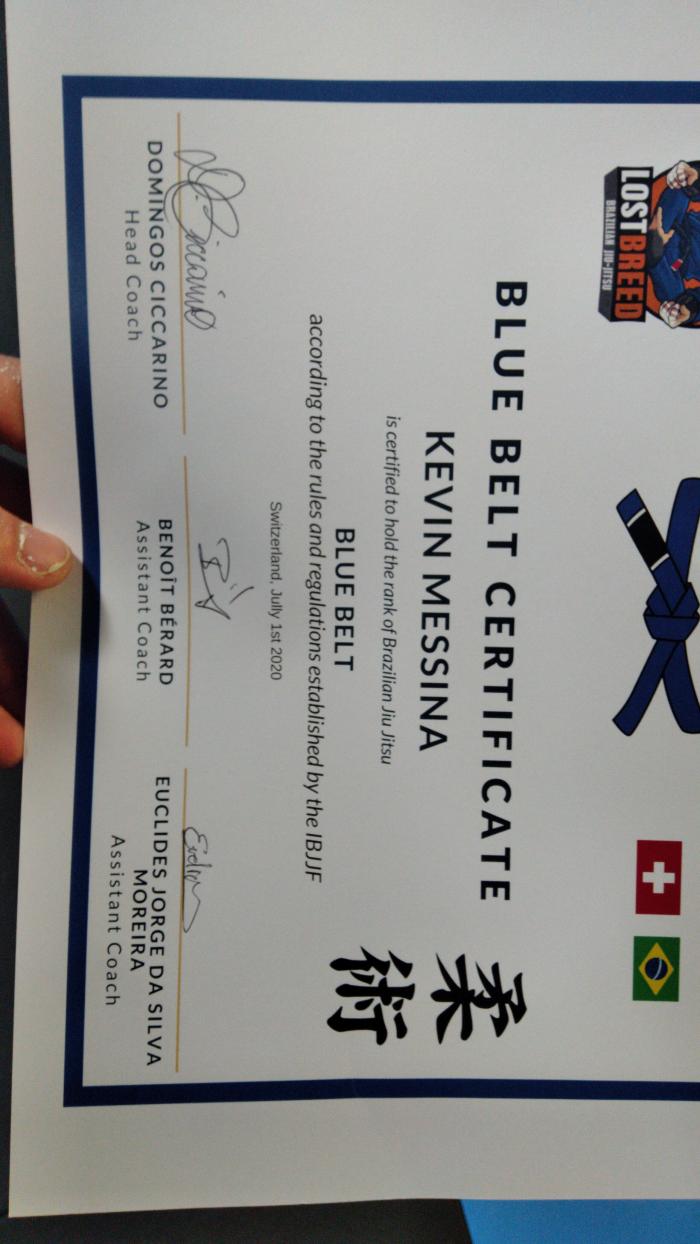 LOSTBREED
BRAZILIAN JIU-JITSU
BLUE BELT CERTIFICATE
KEVIN MESSINA
is certified to hold the rank of Brazilian Jiu Jitsu
BLUE BELT
according to the rules and regulations established by the IBJJF
Switzerland, Jully 1st 2020
柔術
DOMINGOS CICCARINO
Head Coach
BENOÎT BÉRARD
Assistant Coach
EUCLIDES JORGE DA SILVA
MOREIRA
Assistant Coach